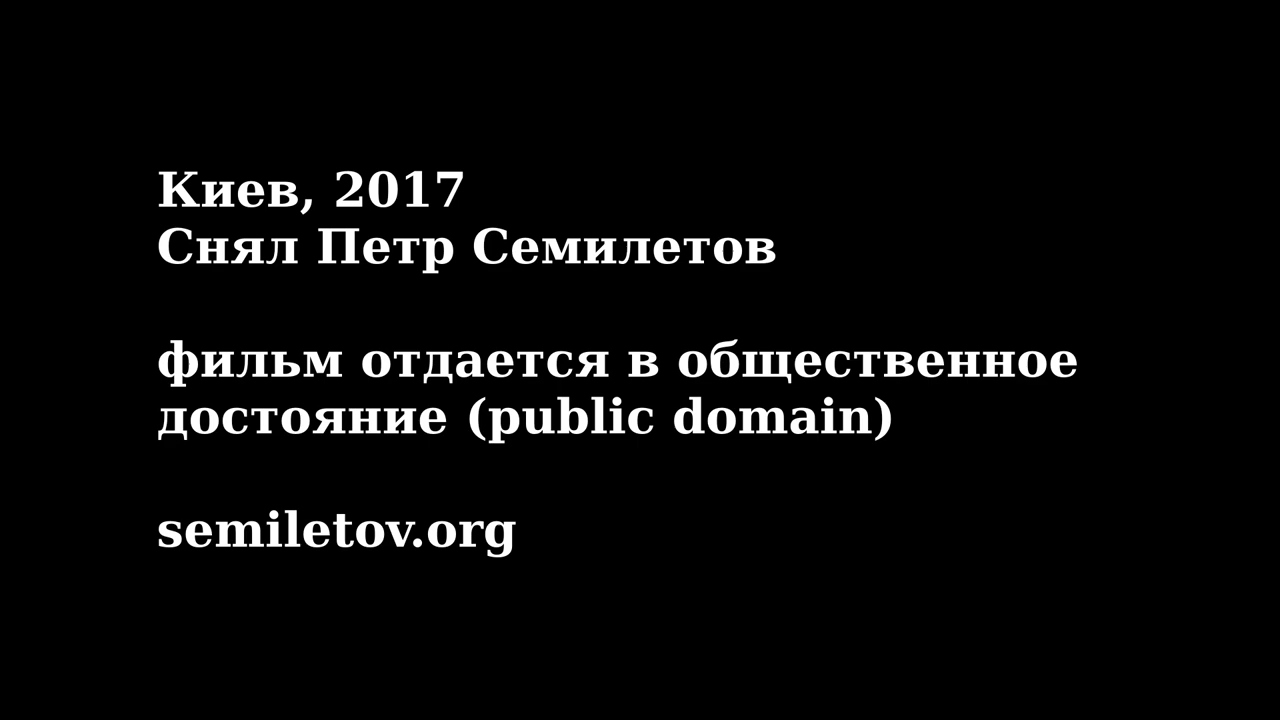 Киев, 2017
Снял Петр Семилетов
фильм отдается в общественное
достояние (public domain)
semiletov.org